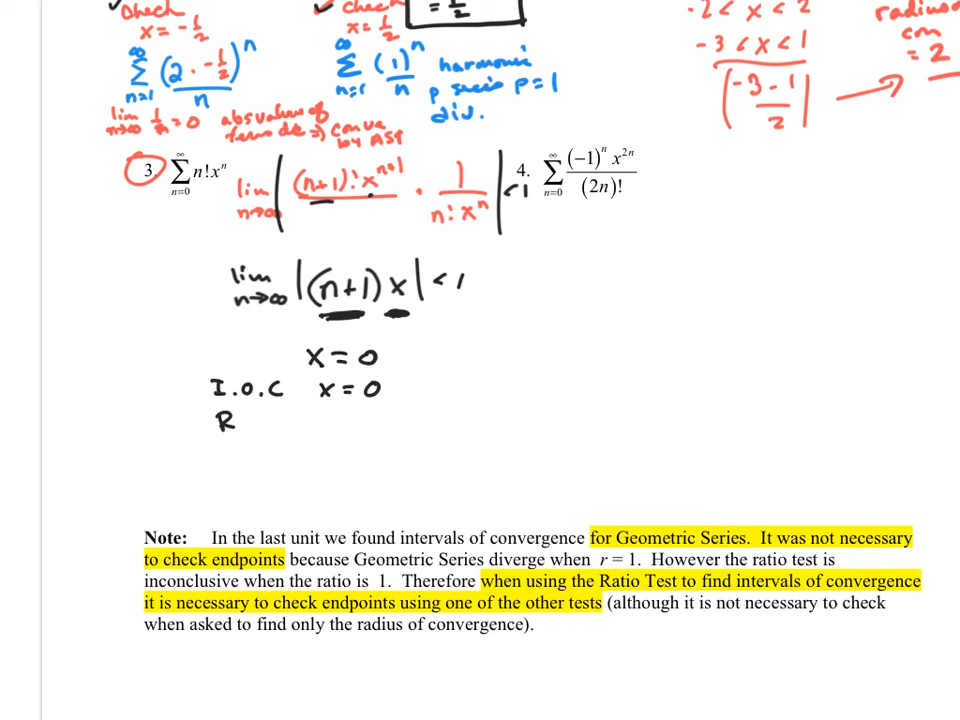 check
x = -1/2
∞ Σ n=1 (2 · -1/2)^n / n
lim n→∞ 1/n = 0 abs value of terms dec ⇒ conv by AST
✓ check
x = 1/2
∞ Σ n=1 (1)^n / n harmonic
p series p = 1
div.
= 1/2
-2 < x < 2
-3 < x < 1
|-3 - 1 / 2|
radius
= 2
3. ∞ Σ n=0 n!x^n
lim n→∞ | (n+1)! x^{n+1} · 1 / n! x^n | < 1
4. ∞ Σ n=0 (−1)^n x^{2n} / (2n)!
lim n→∞ |(n+1) x| < 1
x = 0
I.O.C x = 0
R
Note: In the last unit we found intervals of convergence for Geometric Series. It was not necessary
to check endpoints because Geometric Series diverge when r = 1. However the ratio test is
inconclusive when the ratio is 1. Therefore when using the Ratio Test to find intervals of convergence
it is necessary to check endpoints using one of the other tests (although it is not necessary to check
when asked to find only the radius of convergence).